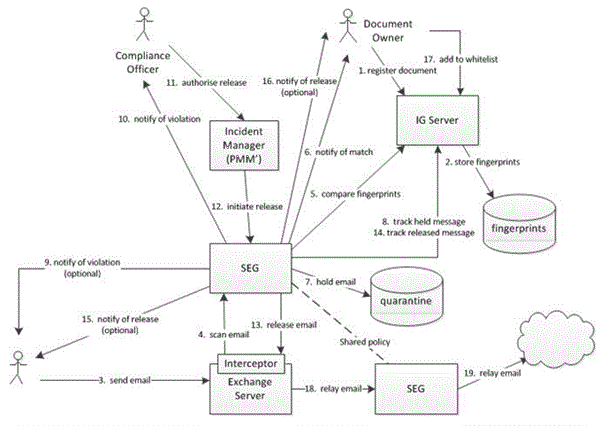 Document
Owner
17. add to whitelist
Compliance
Officer
1. register document
11. authorise release
16. notify of release
(optional)
10. notify of violation
IG Server
Incident
Manager
(PMM')
6. notify of match
2. store fingerprints
5. compare fingerprints
12. initiate release
8. track held message
14. track released message
fingerprints
SEG
9. notify of violation
(optional)
7. hold email
quarantine
15. notify of release
(optional)
13. release email
4. scan email
Shared policy
Interceptor
3. send email
Exchange
Server
18. relay email
SEG
19. relay email